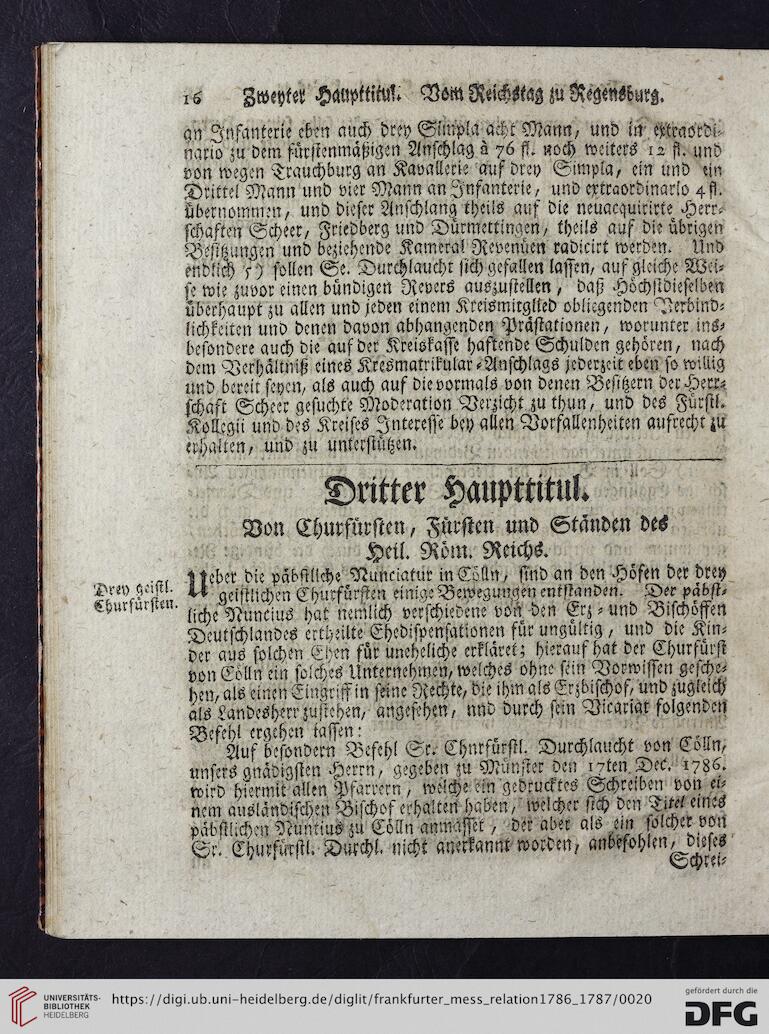 16 Zweyter Haupttitul. Vom Reichstag zu Regensburg.
an Infanterie eben auch drey Simpla acht Mann, und in extraordi-
nario zu dem fürstenmäßigen Anschlag à 76 fl. noch weiters 12 fl. und
von wegen Trauchburg an Kavallerie auf drey Simpla, ein und ein
Drittel Mann und vier Mann an Infanterie, und extraordinario 4 fl.
übernommen, und dieser Anschlang theils auf die neuacquirirte Herr-
schaften Scheer, Friedberg und Dürmettingen, theils auf die übrigen
Besitzungen und beziehende Kameral Revenüen radicirt werden. Und
endlich 5) sollen Se. Durchlaucht sich gefallen lassen, auf gleiche Wei-
se wie zuvor einen bündigen Revers auszustellen, daß Höchstdieselben
überhaupt zu allen und jeden einem Kreismitglied obliegenden Verbind-
lichkeiten und denen davon abhangenden Prästationen, worunter ins-
besondere auch die auf der Kreiskasse haftende Schulden gehören, nach
dem Verhältniß eines Kresmatrikular-Anschlags jederzeit eben so willig
und bereit seyen, als auch auf die vormals von denen Besitzern der Herr-
schaft Scheer gesuchte Moderation Verzicht zu thun, und des Fürstl.
Kollegii und des Kreises Interesse bey allen Vorfallenheiten aufrecht zu
erhalten, und zu unterstützen.
Dritter Haupttitul.
Von Churfürsten, Fürsten und Ständen des
Heil. Röm. Reichs.
Drey geistl.
Churfürsten.
Ueber die päbstliche Nunciatur in Cölln, sind an den Höfen der drey
geistlichen Churfürsten einige Bewegungen entstanden. Der päbst-
liche Nuncius hat nemlich verschiedene von den Erz- und Bischöffen
Deutschlandes ertheilte Ehedispensationen für ungültig, und die Kin-
der aus solchen Ehen für uneheliche erkläret; hierauf hat der Churfürst
von Cölln ein solches Unternehmen, welches ohne sein Vorwissen gesche-
hen, als einen Eingriff in seine Rechte, die ihm als Erzbischof, und zugleich
als Landesherr zustehen, angesehen, und durch sein Vicariat folgenden
Befehl ergehen lassen:
Auf besondern Befehl Sr. Chnrfürstl. Durchlaucht von Cölln,
unsers gnädigsten Herrn, gegeben zu Münster den 17ten Dec. 1786.
wird hiermit allen Pfarrern, welche ein gedrucktes Schreiben von ei-
nem ausländischen Bischof erhalten haben, welcher sich den Titel eines
päbstlichen Nuntius zu Cölln anmasset, der aber als ein solcher von
Sr. Churfürstl. Durchl. nicht anerkannt worden, anbefohlen, dieses
Schrei-
UNIVERSITÄTS-
BIBLIOTHEK
HEIDELBERG
https://digi.ub.uni-heidelberg.de/diglit/frankfurter_mess_relation1786_1787/0020
gefördert durch die
DFG